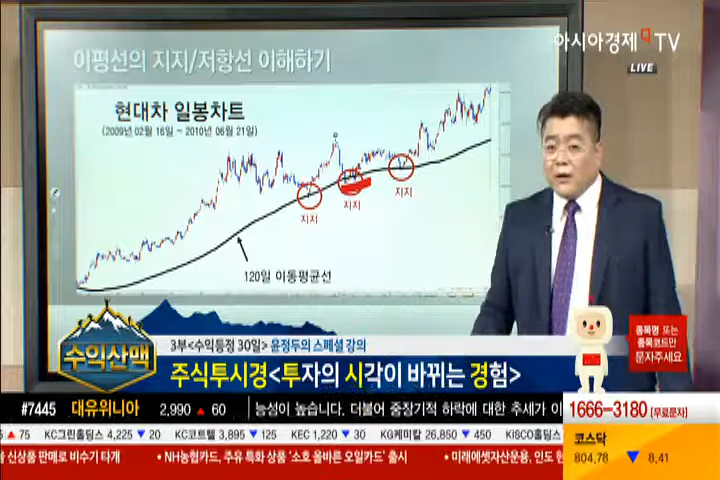 아시아경제 TV
LIVE
이평선의 지지/저항선 이해하기
현대차 일봉차트
(2009년 02월 16일 ~ 2010년 06월 21일)
지지
지지
지지
120일 이동평균선
수익산맥
3부<수익등정 30일> 윤정두의 스페셜 강의
주식투시경<투자의 시각이 바뀌는 경험>
종목명 또는
종목코드만
문자주세요
#7445 대유위니아 2,990 ▲ 60 능성이 높습니다. 더불어 중장기적 하락에 대한 추세가 이
1666-3180 (무료문자)
5 ▲ 75 KC그린홀딩스 4,225 ▼ 20 KC코트렐 3,895 ▼ 125 KEC 1,220 ▼ 30 KG케미칼 26,850 ▼ 450 KISCO홀딩스
코스닥
804.78 ▼ 8.41
용 신상품 판매로 비수기 타개 • NH농협카드, 주유 특화 상품 '소호 올바른 오일카드' 출시 • 미래에셋자산운용, 인도 현